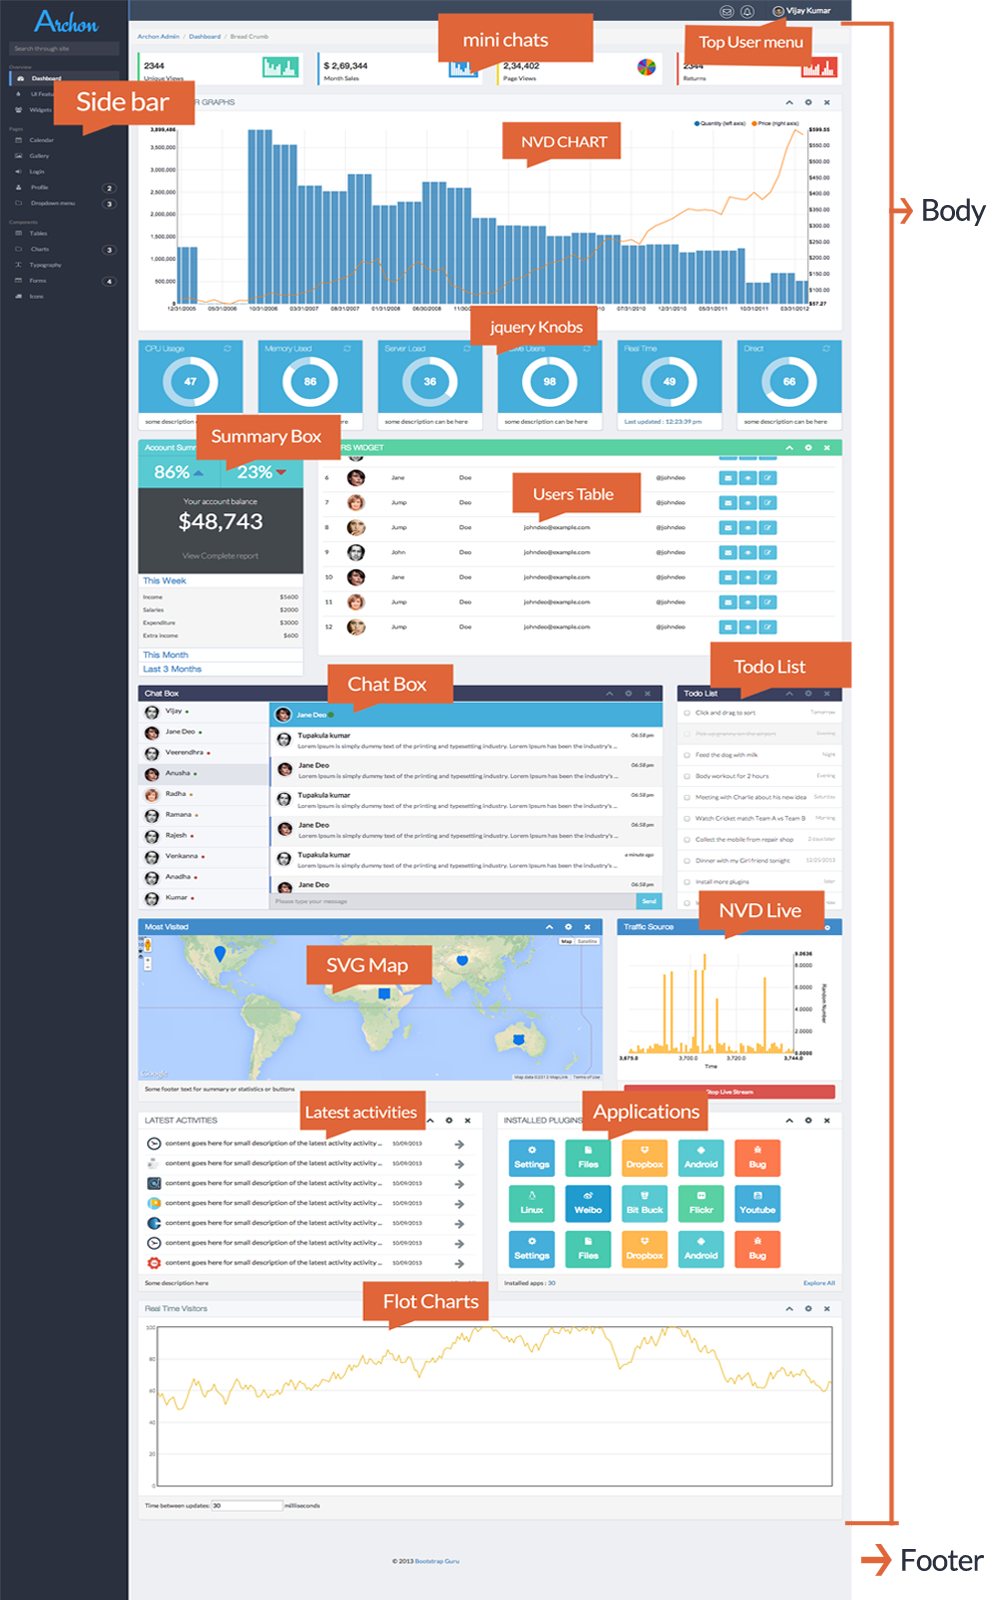 Archon
Vijay Kumar
Search through site
Archon Admin / Dashboard / Bread Crumb
mini chats
Top User menu
Overview
Dashboard
Widgets
Side bar
Pages
Calendar
Gallery
Login
Profile 2
Dropdown menu 3
Components
Tables
Charts 3
Typography
Forms 4
Icons
2344
Unique Views
$ 2,69,344
Month Sales
2,34,402
Page Views
2344
Returns
GRAPHS
NVD CHART
Quantity (left axis) Price (right axis)
3,899,486
3,500,000
3,000,000
2,500,000
2,000,000
1,500,000
1,000,000
500,000
0
$599.55
$550.00
$500.00
$450.00
$400.00
$350.00
$300.00
$250.00
$200.00
$150.00
$100.00
$57.27
12/31/2005 05/31/2006 10/31/2006 03/31/2007 08/31/2007 01/31/2008 06/30/2008 07/31/2010 12/31/2010 05/31/2011 10/31/2011 03/31/2012
Body
jquery Knobs
CPU Usage
47
some description can be here
Memory Used
86
Server Load
36
some description can be here
Users
98
some description can be here
Real Time
49
Last updated : 12:23:39 pm
Direct
66
some description can be here
Summary Box
86% 23%
Your account balance
$48,743
View Complete report
This Week
Income $5600
Salaries $2000
Expenditure $3000
Extra income $600
This Month
Last 3 Months
WIDGET
Users Table
6 Jane Doe @johndeo
7 Jump Deo @johndeo
8 Jump Doe johndeo@example.com @johndeo
9 John Deo johndeo@example.com @johndeo
10 Jane Doe johndeo@example.com @johndeo
11 Jump Deo johndeo@example.com @johndeo
12 Jump Doe johndeo@example.com @johndeo
Chat Box
Chat Box
Vijay
Jane Deo
Veerendhra
Anusha
Radha
Ramana
Rajesh
Venkanna
Anadha
Kumar
Jane Deo
Tupakula kumar 06:58 pm
Lorem Ipsum is simply dummy text of the printing and typesetting industry. Lorem Ipsum has been the industry's ...
Jane Deo 06:58 pm
Lorem Ipsum is simply dummy text of the printing and typesetting industry. Lorem Ipsum has been the industry's ...
Tupakula kumar 06:58 pm
Lorem Ipsum is simply dummy text of the printing and typesetting industry. Lorem Ipsum has been the industry's ...
Jane Deo 06:58 pm
Lorem Ipsum is simply dummy text of the printing and typesetting industry. Lorem Ipsum has been the industry's ...
Tupakula kumar a minute ago
Lorem Ipsum is simply dummy text of the printing and typesetting industry. Lorem Ipsum has been the industry's ...
Jane Deo 06:58 pm
Please type your message Send
Todo List
Todo List
Click and drag to sort Tomorrow
Evening
Feed the dog with milk Night
Body workout for 2 hours Evening
Meeting with Charlie about his new idea Saturday
Watch Cricket match Team A vs Team B Morning
Collect the mobile from repair shop 2 days later
Dinner with my Girlfriend tonight 12/25/2013
Install more plugins later
Most Visited
SVG Map
Map Satellite
Google
Map data ©2013 MapLink Terms of Use
Some footer text for summary or statistics or buttons
NVD Live
Traffic Source
9.0636
8.0000
6.0000
4.0000
2.0000
0.0000
Random Number
3,675.0 3,700.0 3,720.0 3,744.0
Time
Stop Live Stream
Latest activities
LATEST ACTIVITIES
content goes here for small description of the latest activity activity ... 10/09/2013
content goes here for small description of the latest activity activity ... 10/09/2013
content goes here for small description of the latest activity activity ... 10/09/2013
content goes here for small description of the latest activity activity ... 10/09/2013
content goes here for small description of the latest activity activity ... 10/09/2013
content goes here for small description of the latest activity activity ... 10/09/2013
content goes here for small description of the latest activity activity ... 10/09/2013
Some description here
Applications
INSTALLED PLUGINS
Settings Files Dropbox Android Bug
Linux Weibo Bit Buck Flickr Youtube
Settings Files Dropbox Android Bug
Installed apps : 30 Explore All
Flot Charts
Real Time Visitors
100
80
60
40
20
0
Time between updates: 30 milliseconds
© 2013 Bootstrap Guru
Footer